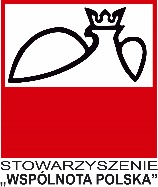 STOWARZYSZENIE
„WSPÓLNOTA POLSKA”